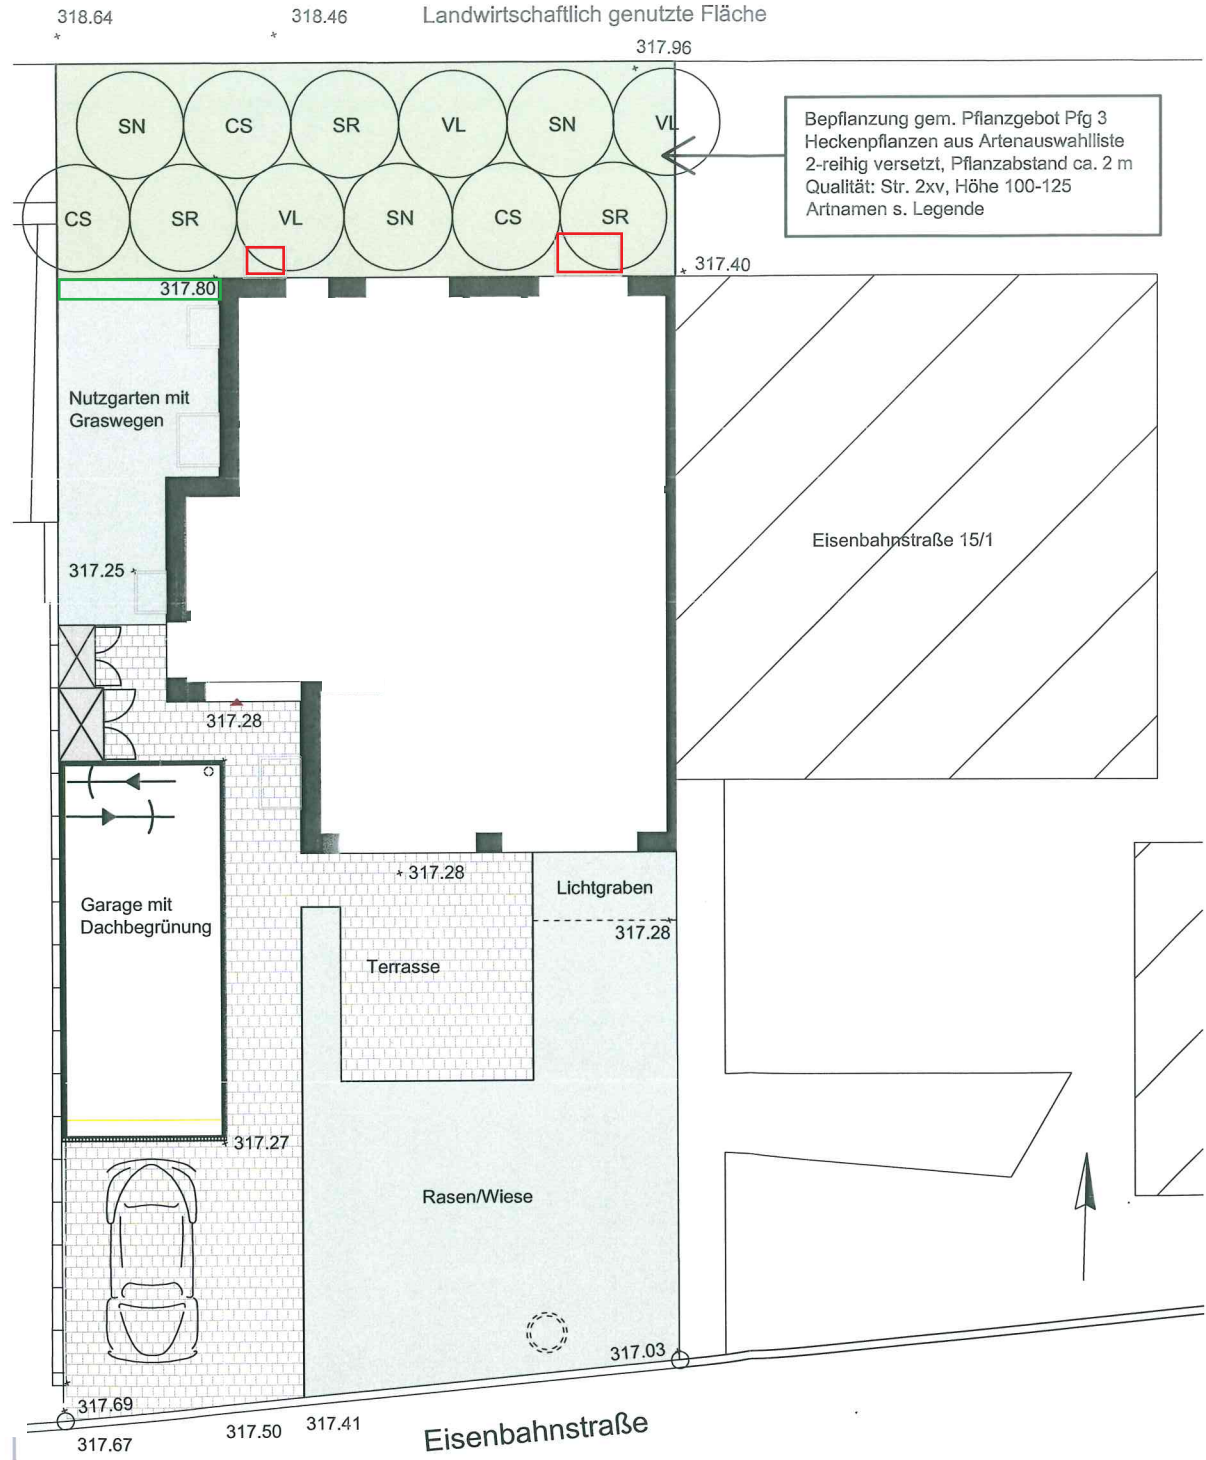 318.64
318.46
Landwirtschaftlich genutzte Fläche
317.96
SN
CS
SR
VL
SN
VL
Bepflanzung gem. Pflanzgebot Pfg 3
Heckenpflanzen aus Artenauswahlliste
2-reihig versetzt, Pflanzabstand ca. 2 m
Qualität: Str. 2xv, Höhe 100-125
Artnamen s. Legende
CS
SR
VL
SN
CS
SR
317.40
317.80
Nutzgarten mit
Graswegen
Eisenbahnstraße 15/1
317.25
317.28
317.28
Lichtgraben
Garage mit
Dachbegrünung
317.28
Terrasse
317.27
Rasen/Wiese
317.03
317.69
317.41
317.50
Eisenbahnstraße
317.67